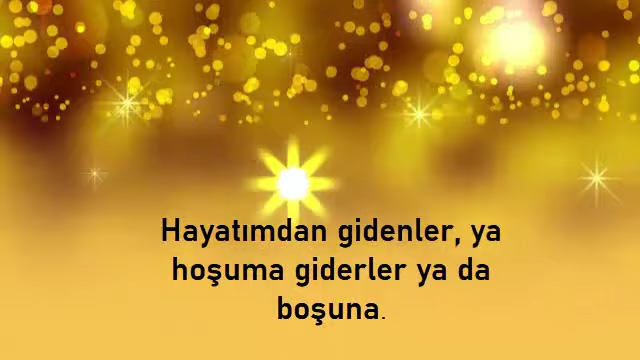 Hayatımdan gidenler, ya
hoşuma giderler ya da
boşuna.